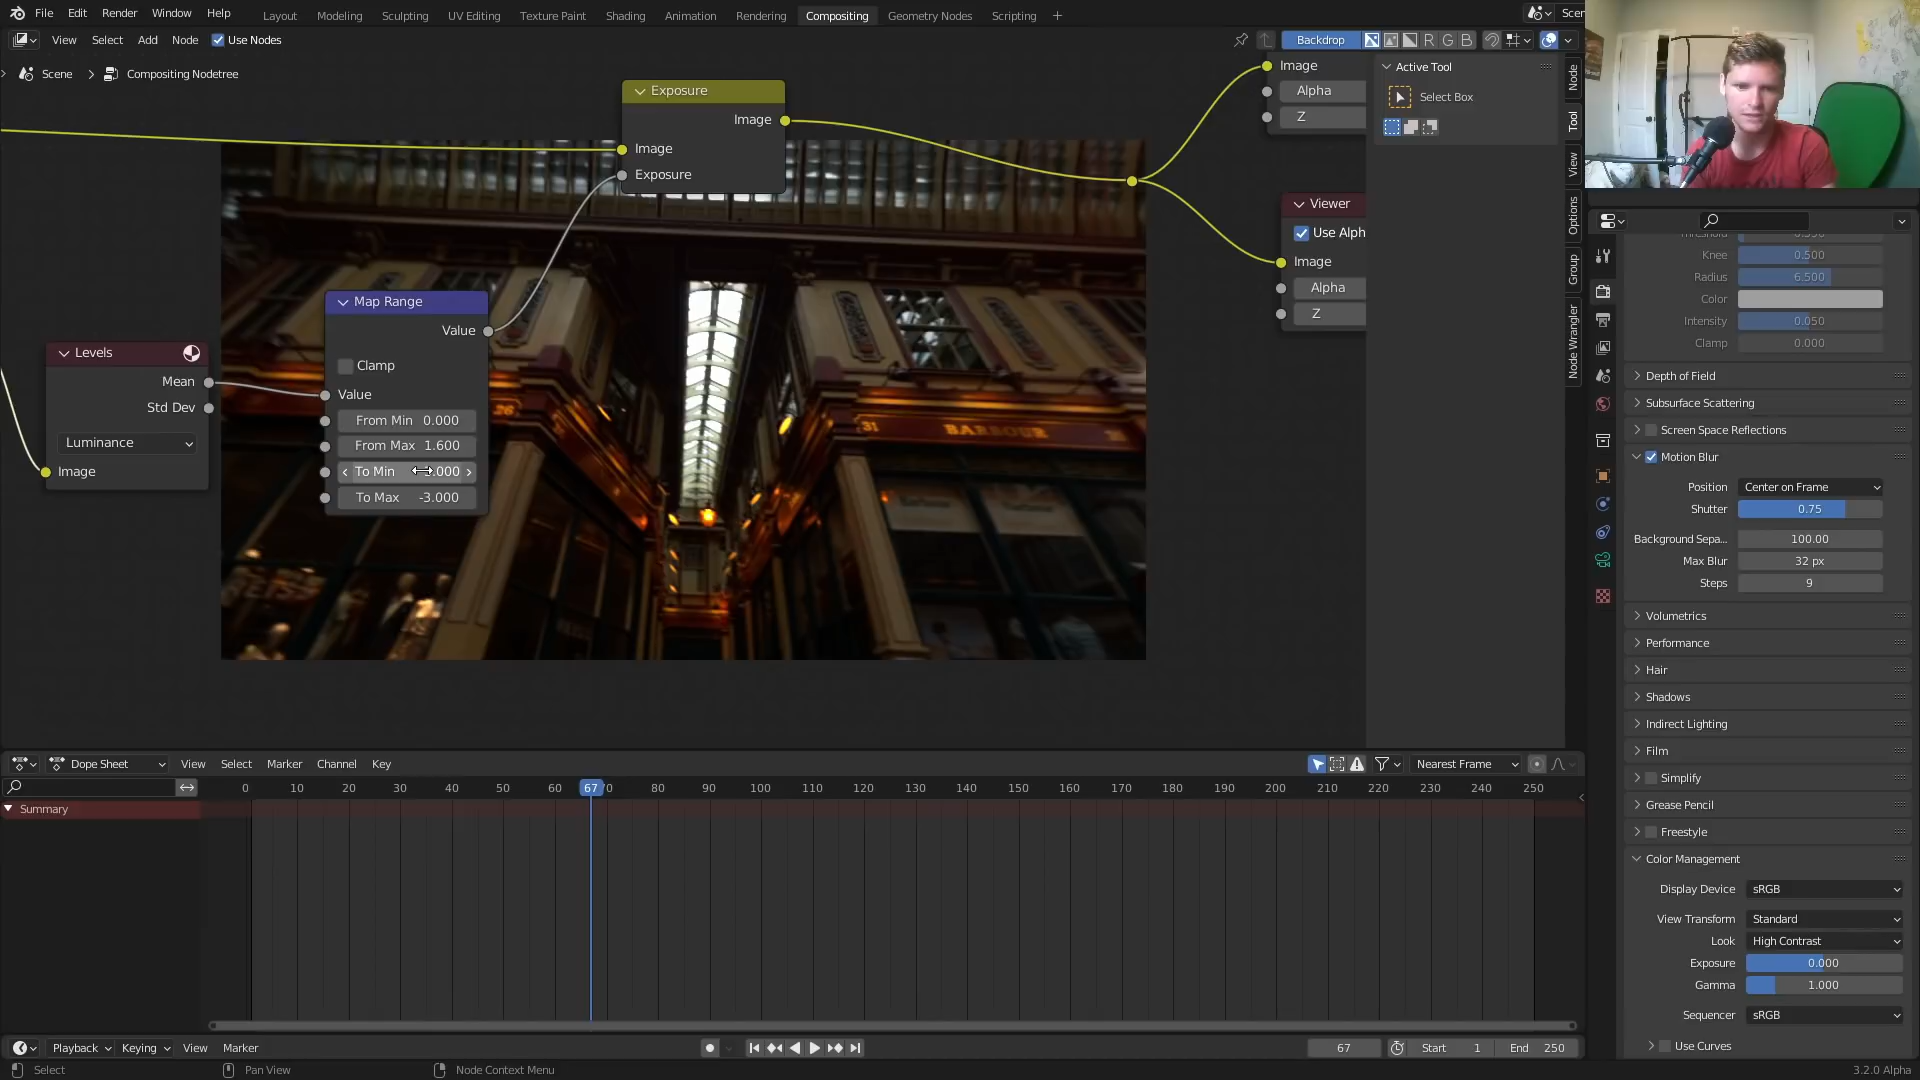 File Edit Render Window Help Layout Modeling Sculpting UV Editing Texture Paint Shading Animation Rendering Compositing Geometry Nodes Scripting
View Select Add Node Use Nodes Backdrop R G B
Scene Compositing Nodetree
Active Tool
Select Box
Node
Tool
View
Options
Group
Node Wrangler
Exposure
Image
Image
Exposure
Image
Alpha
Z
Viewer
Image
Alpha
Z
Map Range
Value
Clamp
Value
From Min 0.000
From Max 1.600
To Min
To Max -3.000
Levels
Mean
Std Dev
Luminance
Image
31 BARBOUR
Knee 0.500
Radius 6.500
Color
Intensity 0.050
Clamp 0.000
Depth of Field
Subsurface Scattering
Screen Space Reflections
Motion Blur
Position Center on Frame
Shutter 0.75
Background Sepa... 100.00
Max Blur 32 px
Steps 9
Volumetrics
Performance
Hair
Shadows
Indirect Lighting
Film
Simplify
Grease Pencil
Freestyle
Color Management
Display Device sRGB
View Transform Standard
Look High Contrast
Exposure 0.000
Gamma 1.000
Sequencer sRGB
Use Curves
Dope Sheet View Select Marker Channel Key Nearest Frame
0 10 20 30 40 50 60 67 80 90 100 110 120 130 140 150 160 170 180 190 200 210 220 230 240 250
Summary
Playback Keying View Marker 67 Start 1 End 250
Select Pan View Node Context Menu 3.2.0 Alpha